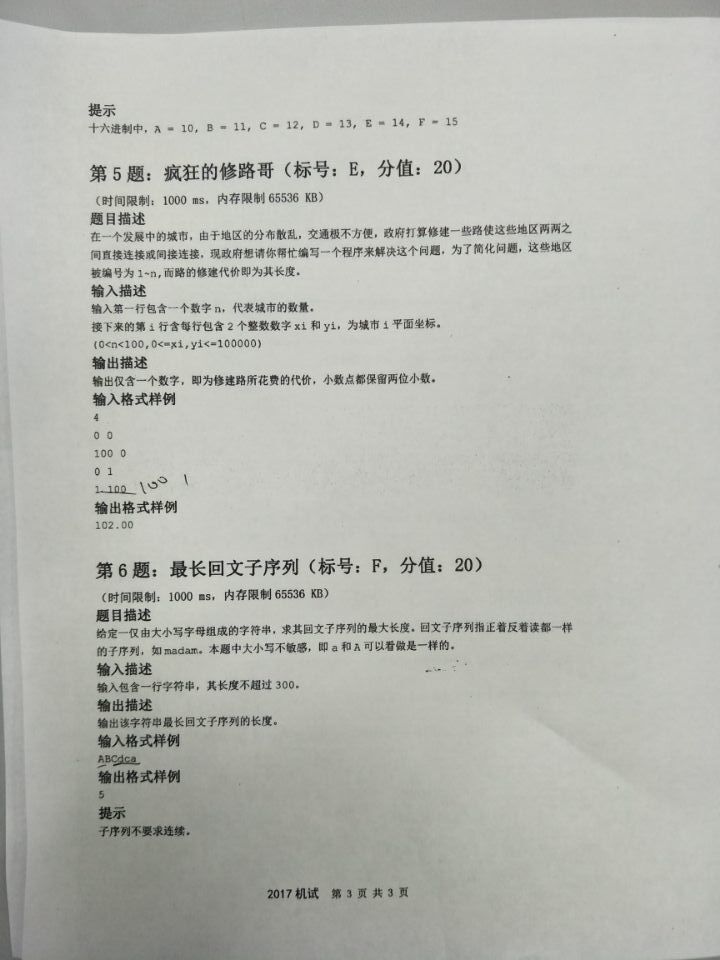 提示
十六进制中，A = 10, B = 11, C = 12, D = 13, E = 14, F = 15
第 5 题：疯狂的修路哥（标号：E，分值：20）
（时间限制：1000 ms，内存限制 65536 KB）
题目描述
在一个发展中的城市，由于地区的分布散乱，交通极不方便，政府打算修建一些路使这些地区两两之
间直接连接或间接连接，现政府想请你帮忙编写一个程序来解决这个问题，为了简化问题，这些地区
被编号为 1~n,而路的修建代价即为其长度。
输入描述
输入第一行包含一个数字 n，代表城市的数量。
接下来的第 i 行含每行包含 2 个整数数字 xi 和 yi，为城市 i 平面坐标。
(0<n<100,0<=xi,yi<=100000)
输出描述
输出仅含一个数字，即为修建路所花费的代价，小数点都保留两位小数。
输入格式样例
4
0 0
100 0
0 1
1 100 100 1
输出格式样例
102.00
第 6 题：最长回文子序列（标号：F，分值：20）
（时间限制：1000 ms，内存限制 65536 KB）
题目描述
给定一仅由大小写字母组成的字符串，求其回文子序列的最大长度。回文子序列指正着反着读都一样
的子序列，如 madam。本题中大小写不敏感，即 a 和 A 可以看做是一样的。
输入描述
输入包含一行字符串，其长度不超过 300。
输出描述
输出该字符串最长回文子序列的长度。
输入格式样例
ABCdca
输出格式样例
5
提示
子序列不要求连续。
2017 机试 第 3 页 共 3 页